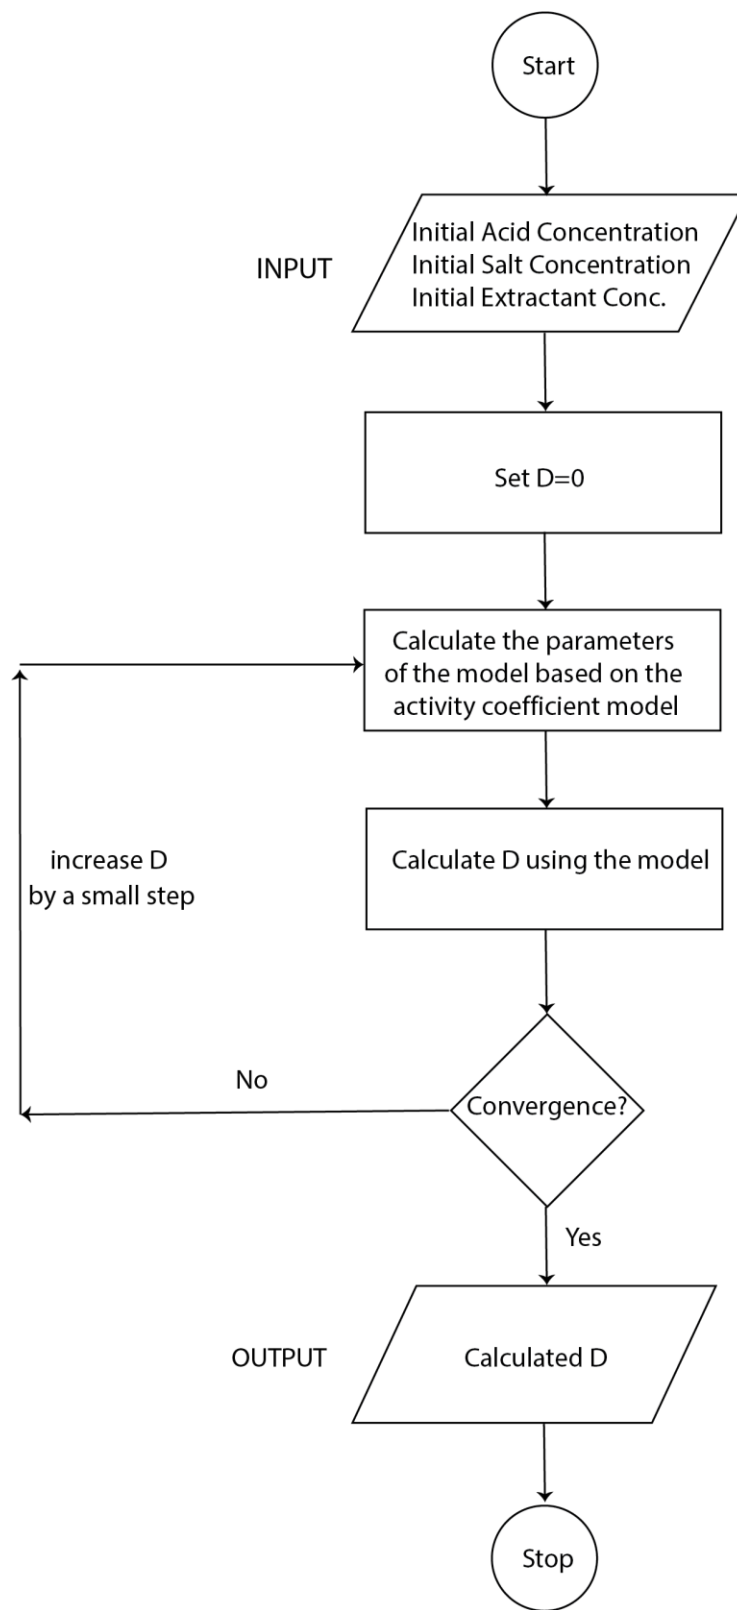 Start
INPUT
Initial Acid Concentration
Initial Salt Concentration
Initial Extractant Conc.
Set D=0
Calculate the parameters
of the model based on the
activity coefficient model
Calculate D using the model
increase D
by a small step
No
Convergence?
Yes
OUTPUT
Calculated D
Stop